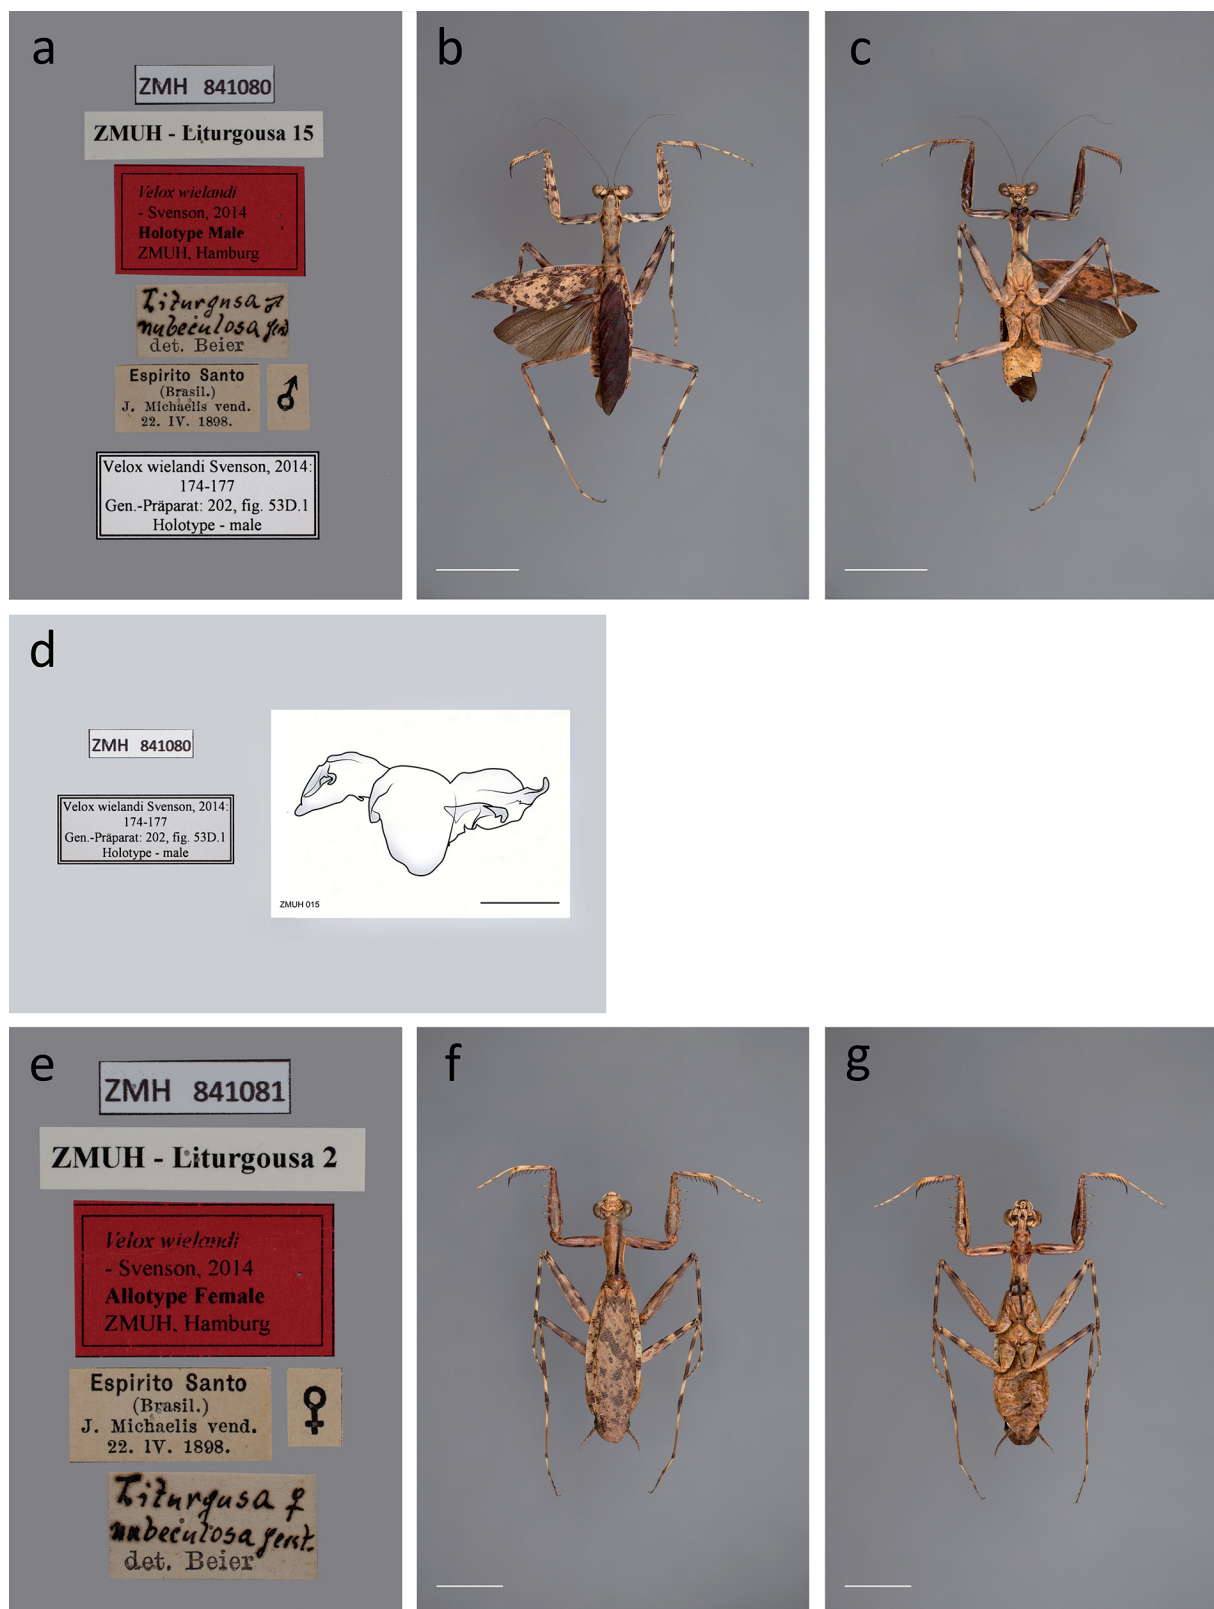 a
ZMH 841080
ZMUH - Liturgousa 15
Velox wielandi
- Svenson, 2014
Holotype Male
ZMUH, Hamburg
Liturgusa ♂
nubeculosa Gerst
det. Beier
Espirito Santo
(Brasil.)
J. Michaelis vend.
22. IV. 1898.
♂
Velox wielandi Svenson, 2014:
174-177
Gen.-Präparat: 202, fig. 53D.1
Holotype - male
b
c
d
ZMH 841080
Velox wielandi Svenson, 2014:
174-177
Gen.-Präparat: 202, fig. 53D.1
Holotype - male
ZMUH 015
e
ZMH 841081
ZMUH - Liturgousa 2
Velox wielandi
- Svenson, 2014
Allotype Female
ZMUH, Hamburg
Espirito Santo
(Brasil.)
J. Michaelis vend.
22. IV. 1898.
♀
Liturgusa ♀
nubeculosa Gerst.
det. Beier
f
g